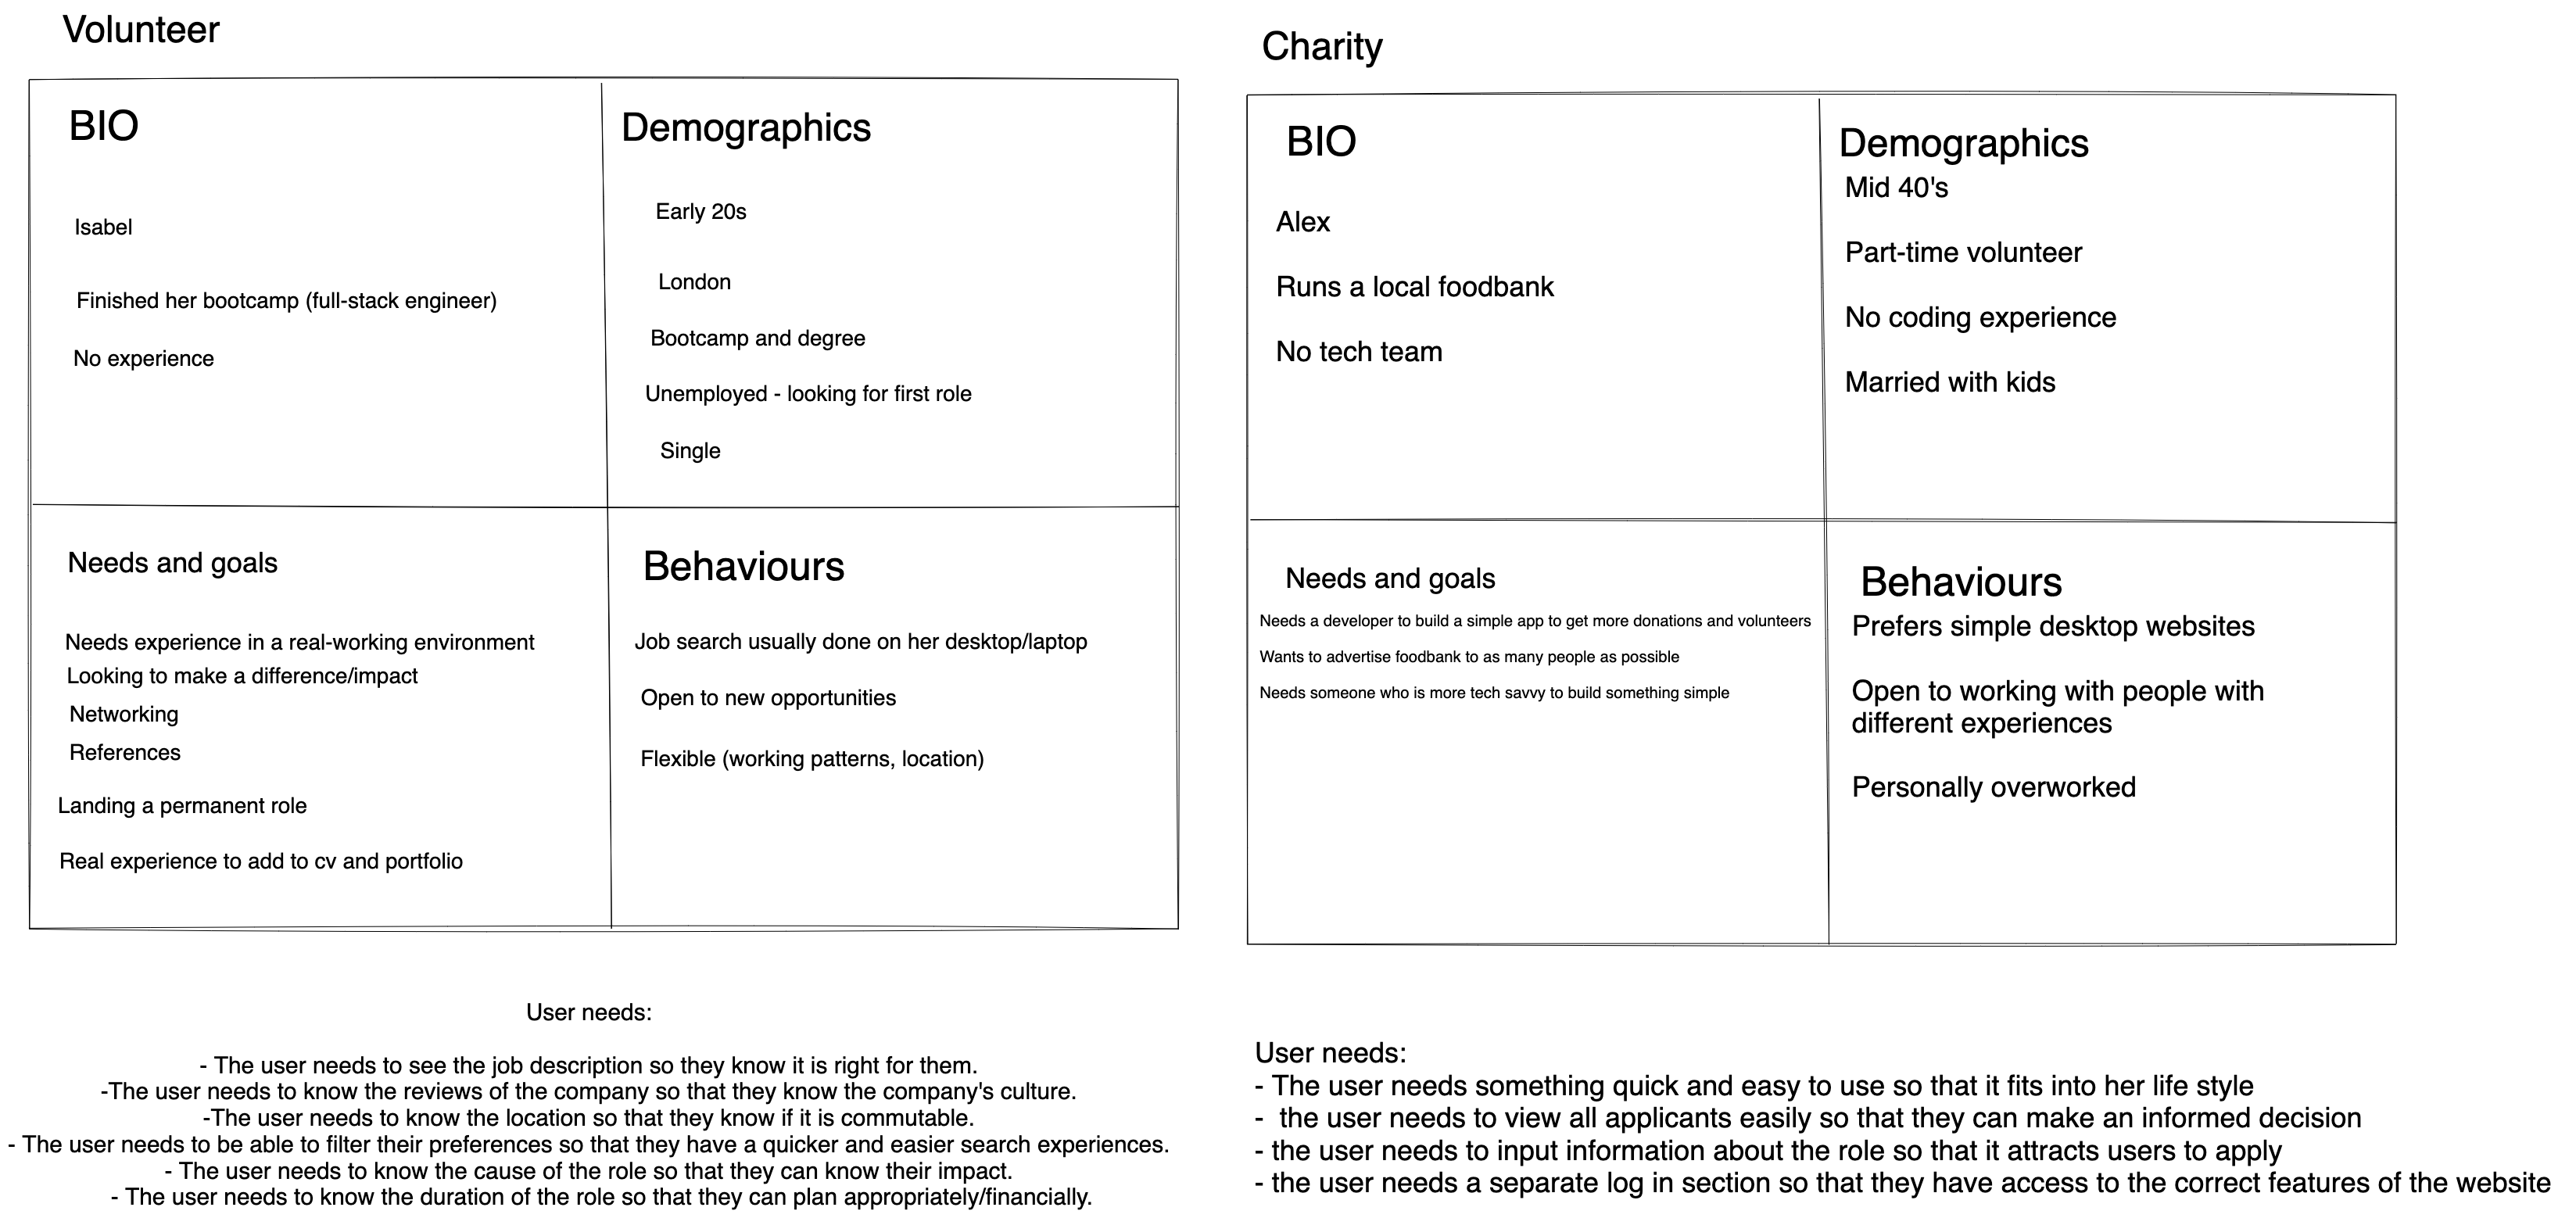 Volunteer
BIO
Isabel
Finished her bootcamp (full-stack engineer)
No experience
Demographics
Early 20s
London
Bootcamp and degree
Unemployed - looking for first role
Single
Needs and goals
Needs experience in a real-working environment
Looking to make a difference/impact
Networking
References
Landing a permanent role
Real experience to add to cv and portfolio
Behaviours
Job search usually done on her desktop/laptop
Open to new opportunities
Flexible (working patterns, location)
User needs:
- The user needs to see the job description so they know it is right for them.
-The user needs to know the reviews of the company so that they know the company's culture.
-The user needs to know the location so that they know if it is commutable.
- The user needs to be able to filter their preferences so that they have a quicker and easier search experiences.
- The user needs to know the cause of the role so that they can know their impact.
- The user needs to know the duration of the role so that they can plan appropriately/financially.
Charity
BIO
Alex
Runs a local foodbank
No tech team
Demographics
Mid 40's
Part-time volunteer
No coding experience
Married with kids
Needs and goals
Needs a developer to build a simple app to get more donations and volunteers
Wants to advertise foodbank to as many people as possible
Needs someone who is more tech savvy to build something simple
Behaviours
Prefers simple desktop websites
Open to working with people with
different experiences
Personally overworked
User needs:
- The user needs something quick and easy to use so that it fits into her life style
-  the user needs to view all applicants easily so that they can make an informed decision
- the user needs to input information about the role so that it attracts users to apply
- the user needs a separate log in section so that they have access to the correct features of the website